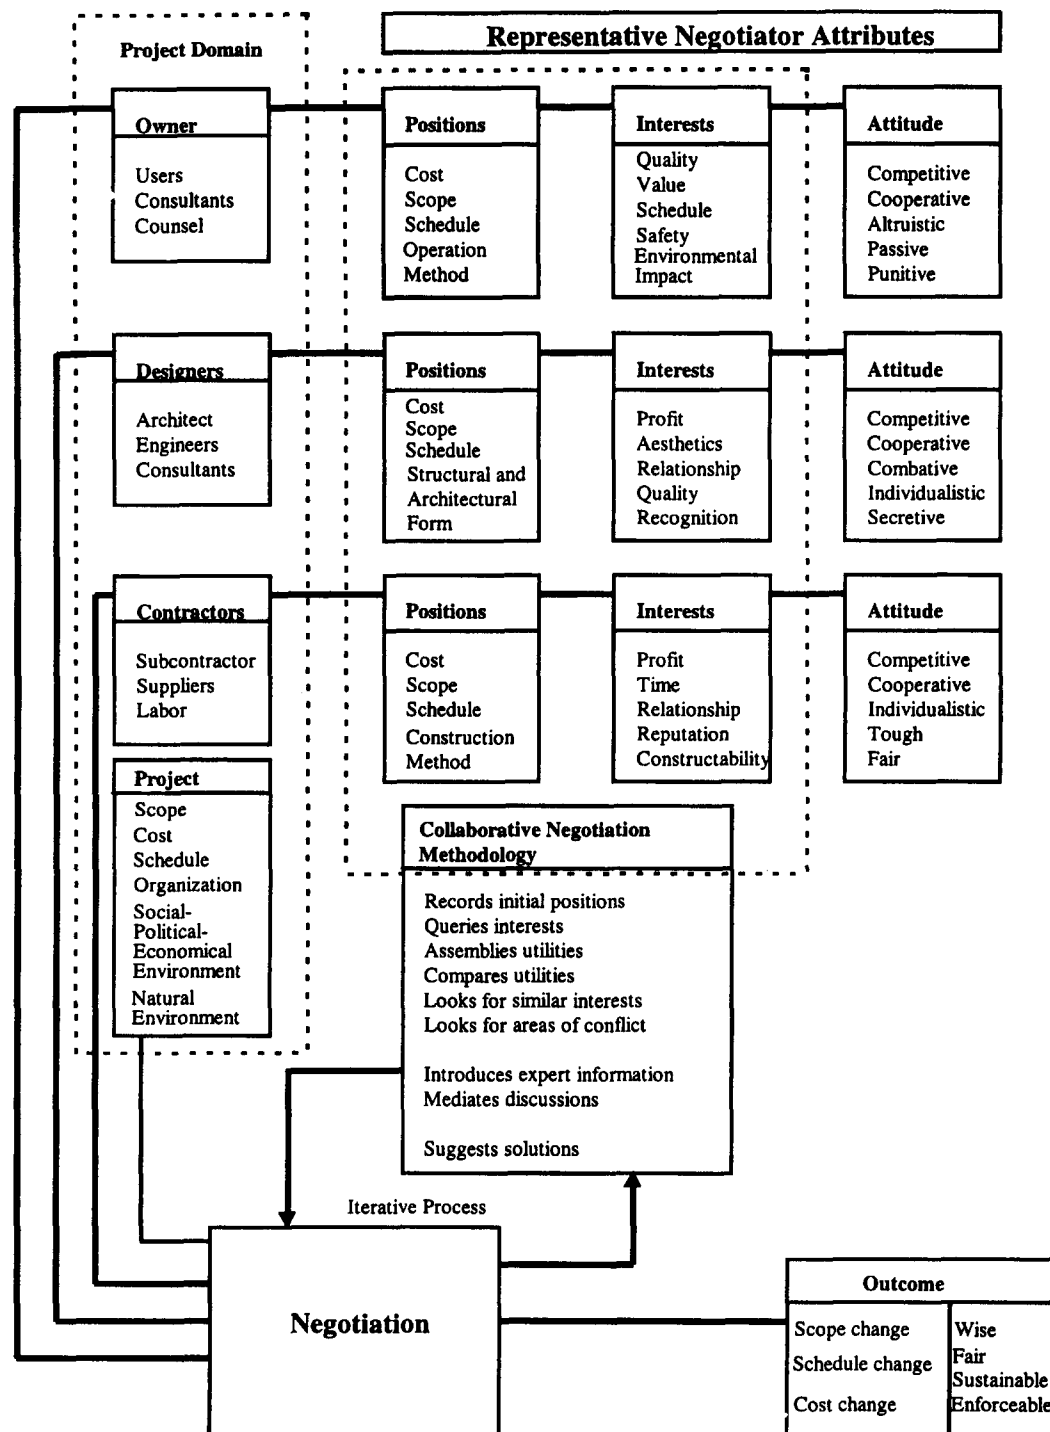 Project Domain
Representative Negotiator Attributes
Owner
Users
Consultants
Counsel
Positions
Cost
Scope
Schedule
Operation
Method
Interests
Quality
Value
Schedule
Safety
Environmental
Impact
Attitude
Competitive
Cooperative
Altruistic
Passive
Punitive
Designers
Architect
Engineers
Consultants
Positions
Cost
Scope
Schedule
Structural and
Architectural
Form
Interests
Profit
Aesthetics
Relationship
Quality
Recognition
Attitude
Competitive
Cooperative
Combative
Individualistic
Secretive
Contractors
Subcontractor
Suppliers
Labor
Positions
Cost
Scope
Schedule
Construction
Method
Interests
Profit
Time
Relationship
Reputation
Constructability
Attitude
Competitive
Cooperative
Individualistic
Tough
Fair
Project
Scope
Cost
Schedule
Organization
Social-
Political-
Economical
Environment
Natural
Environment
Collaborative Negotiation
Methodology
Records initial positions
Queries interests
Assemblies utilities
Compares utilities
Looks for similar interests
Looks for areas of conflict
Introduces expert information
Mediates discussions
Suggests solutions
Iterative Process
Negotiation
Outcome
Scope change
Schedule change
Cost change
Wise
Fair
Sustainable
Enforceable